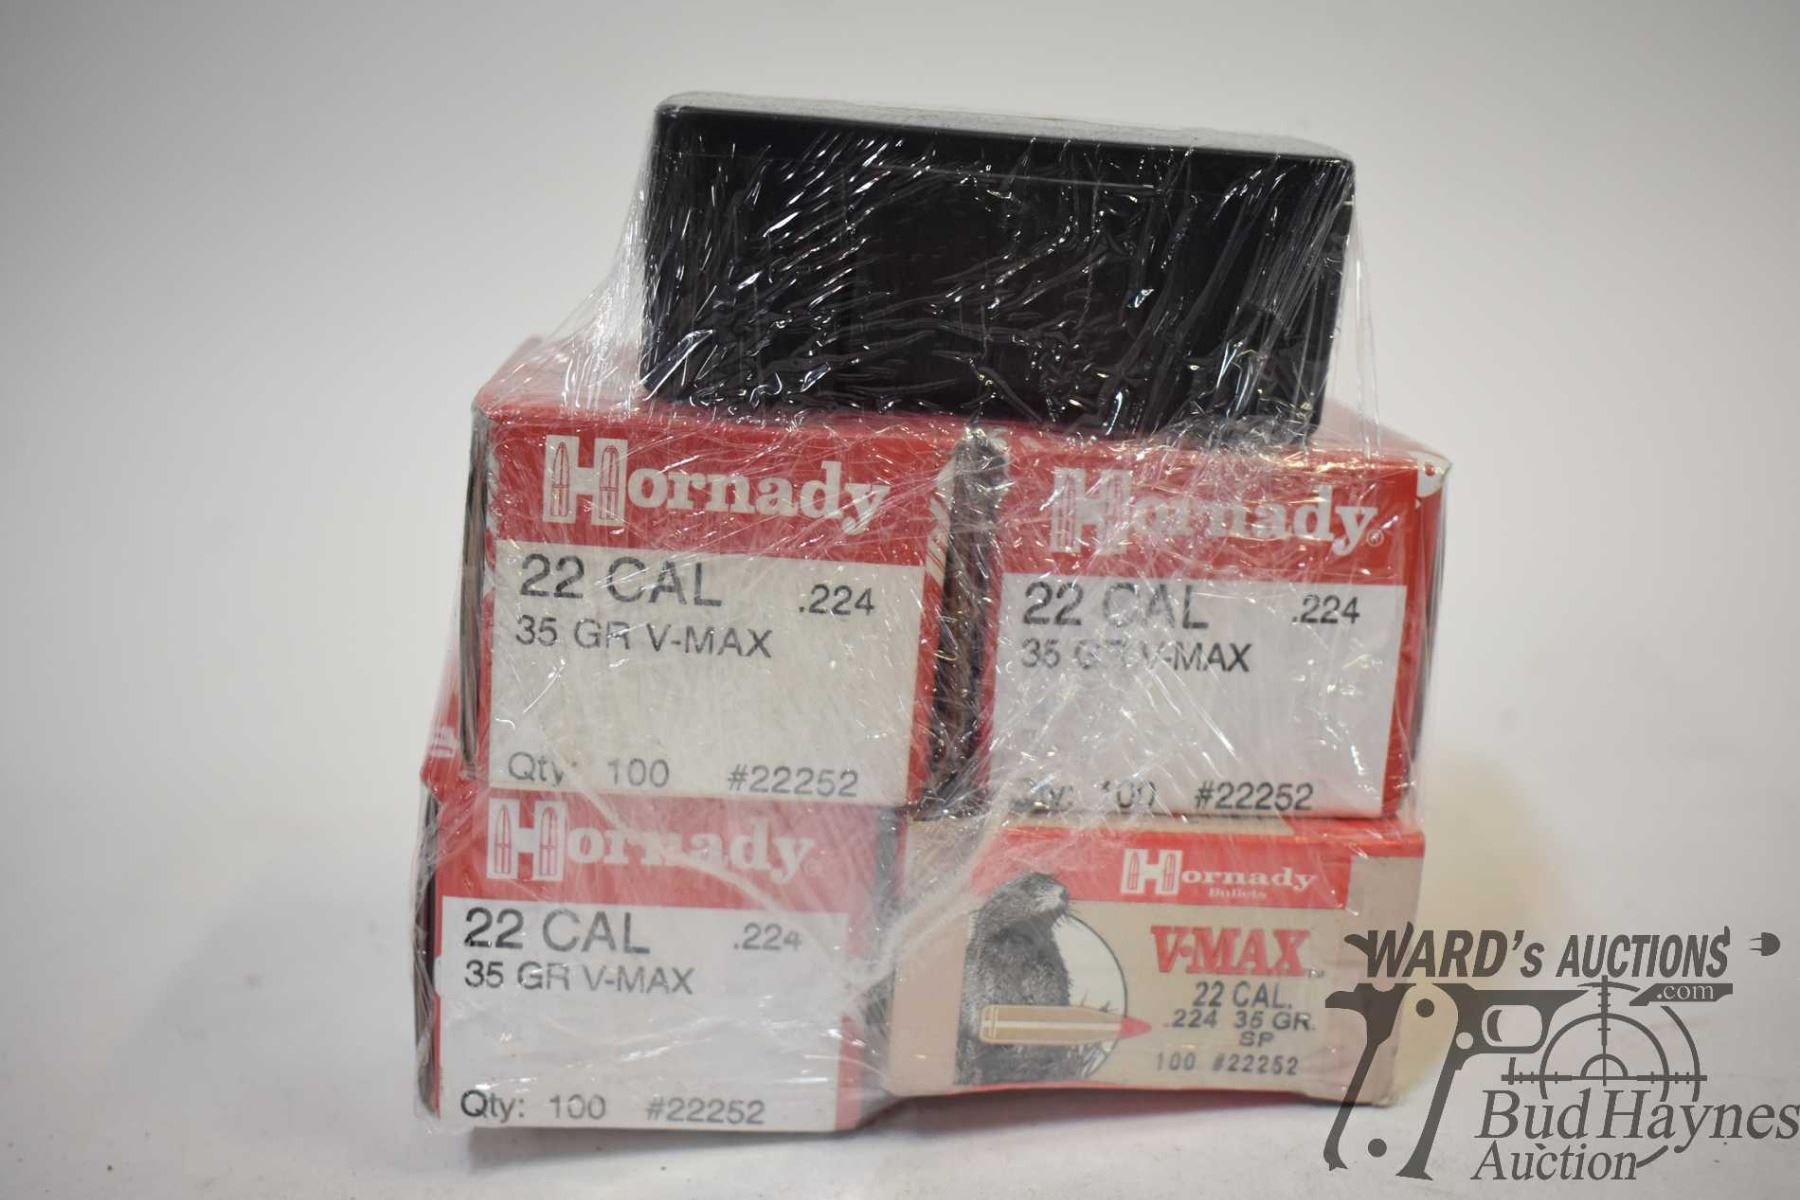 Hornady
22 CAL .224
35 GR V-MAX
Qty: 100 #22252
Hornady®
22 CAL .224
35 GR V-MAX
Qty: 100 #22252
Hornady
22 CAL .224
35 GR V-MAX
Qty: 100 #22252
Hornady
Bullets
V-MAX™
22 CAL.
.224 35 GR.
SP
100 #22252
WARD's AUCTIONS
.com
Bud Haynes
Auction